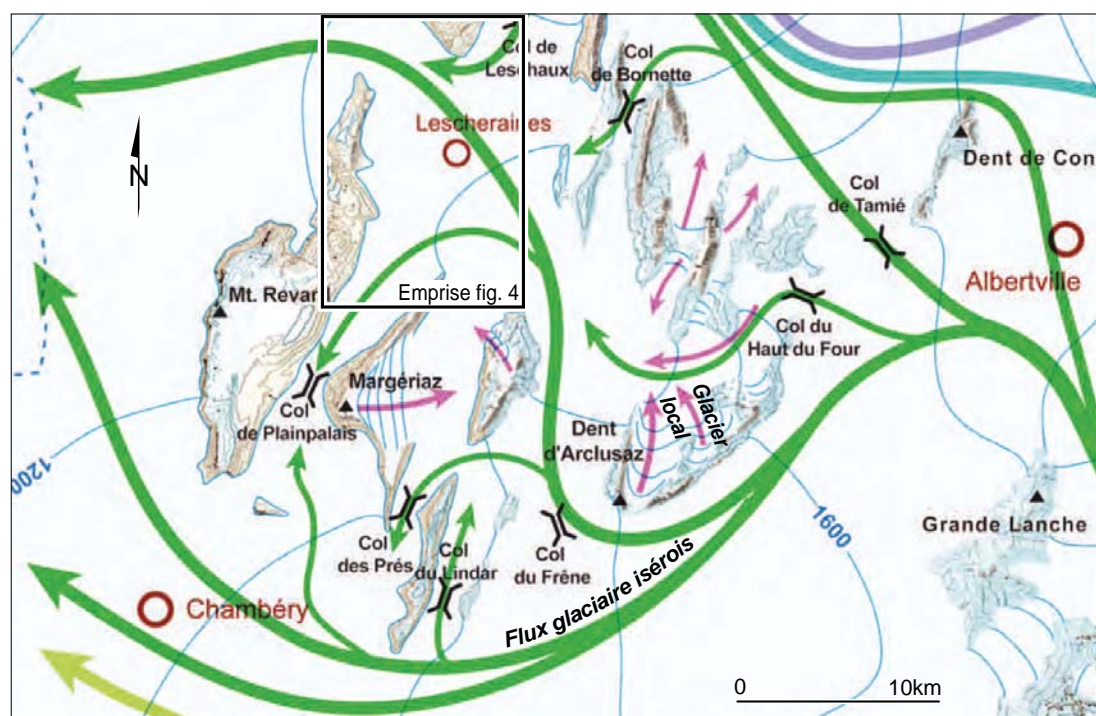 Col de
Leschaux
Col
de Bornette
Lescheraines
Dent de Con
N
Col
de Tamié
Albertville
Mt. Revar
Emprise fig. 4
Col du
Haut du Four
Margériaz
Col
de Plainpalais
Glacier
local
Dent
d'Arclusaz
1200
1600
Grande Lanche
Col
des Prés
Col
du Lindar
Col
du Frêne
Flux glaciaire isérois
Chambéry
0 10km